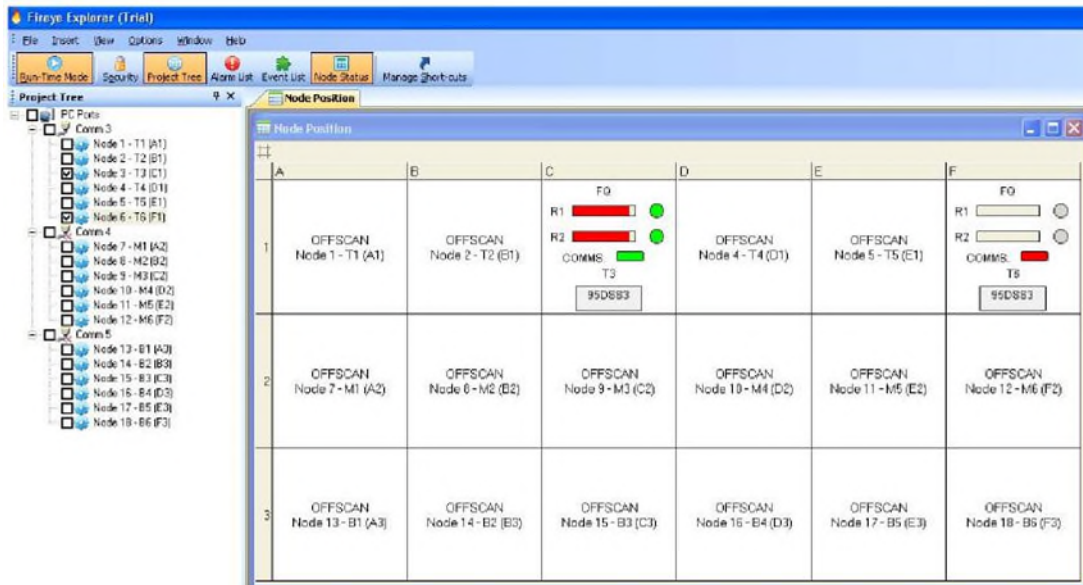 Fireye Explorer (Trial)
File Insert View Options Window Help
Run-Time Mode Security Project Tree Alarm List Event List Node Status Manage Short-cuts
Project Tree
Node Position
PC Ports
Comm 3
Node 1 - T1 (A1)
Node 2 - T2 (B1)
Node 3 - T3 (C1)
Node 4 - T4 (D1)
Node 5 - T5 (E1)
Node 6 - T6 (F1)
Comm 4
Node 7 - M1 (A2)
Node 8 - M2 (B2)
Node 9 - M3 (C2)
Node 10 - M4 (D2)
Node 11 - M5 (E2)
Node 12 - M6 (F2)
Comm 5
Node 13 - B1 (A3)
Node 14 - B2 (B3)
Node 15 - B3 (C3)
Node 16 - B4 (D3)
Node 17 - B5 (E3)
Node 18 - B6 (F3)
Node Position
A B C D E F
1
OFFSCAN
Node 1 - T1 (A1)
OFFSCAN
Node 2 - T2 (B1)
FQ
R1
R2
COMMS.
T3
95DSS3
OFFSCAN
Node 4 - T4 (D1)
OFFSCAN
Node 5 - T5 (E1)
FQ
R1
R2
COMMS.
T6
95DSS3
2
OFFSCAN
Node 7 - M1 (A2)
OFFSCAN
Node 8 - M2 (B2)
OFFSCAN
Node 9 - M3 (C2)
OFFSCAN
Node 10 - M4 (D2)
OFFSCAN
Node 11 - M5 (E2)
OFFSCAN
Node 12 - M6 (F2)
3
OFFSCAN
Node 13 - B1 (A3)
OFFSCAN
Node 14 - B2 (B3)
OFFSCAN
Node 15 - B3 (C3)
OFFSCAN
Node 16 - B4 (D3)
OFFSCAN
Node 17 - B5 (E3)
OFFSCAN
Node 18 - B6 (F3)